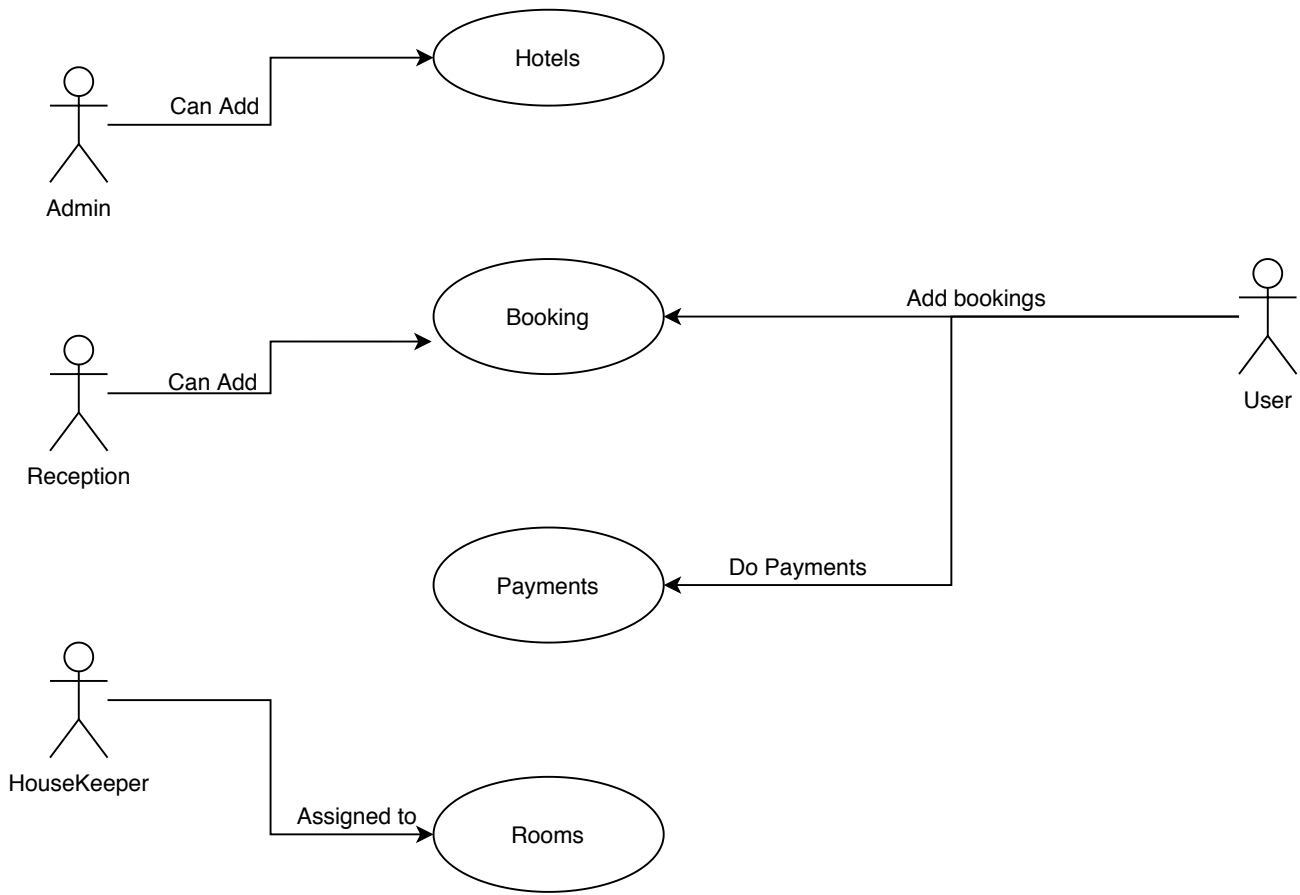 Hotels
Can Add
Admin
Booking
Add bookings
Can Add
User
Reception
Payments
Do Payments
HouseKeeper
Assigned to
Rooms